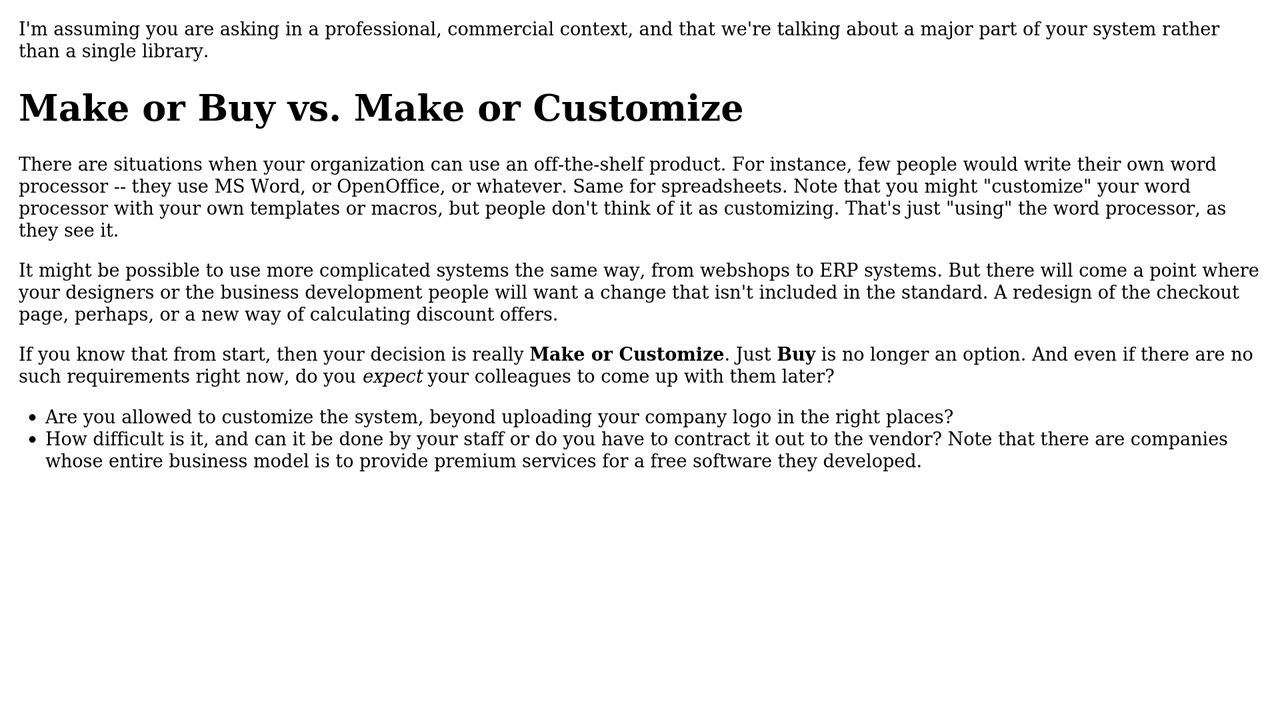 I'm assuming you are asking in a professional, commercial context, and that we're talking about a major part of your system rather
than a single library.
Make or Buy vs. Make or Customize
There are situations when your organization can use an off-the-shelf product. For instance, few people would write their own word
processor -- they use MS Word, or OpenOffice, or whatever. Same for spreadsheets. Note that you might "customize" your word
processor with your own templates or macros, but people don't think of it as customizing. That's just "using" the word processor, as
they see it.
It might be possible to use more complicated systems the same way, from webshops to ERP systems. But there will come a point where
your designers or the business development people will want a change that isn't included in the standard. A redesign of the checkout
page, perhaps, or a new way of calculating discount offers.
If you know that from start, then your decision is really Make or Customize. Just Buy is no longer an option. And even if there are no
such requirements right now, do you expect your colleagues to come up with them later?
• Are you allowed to customize the system, beyond uploading your company logo in the right places?
• How difficult is it, and can it be done by your staff or do you have to contract it out to the vendor? Note that there are companies
whose entire business model is to provide premium services for a free software they developed.